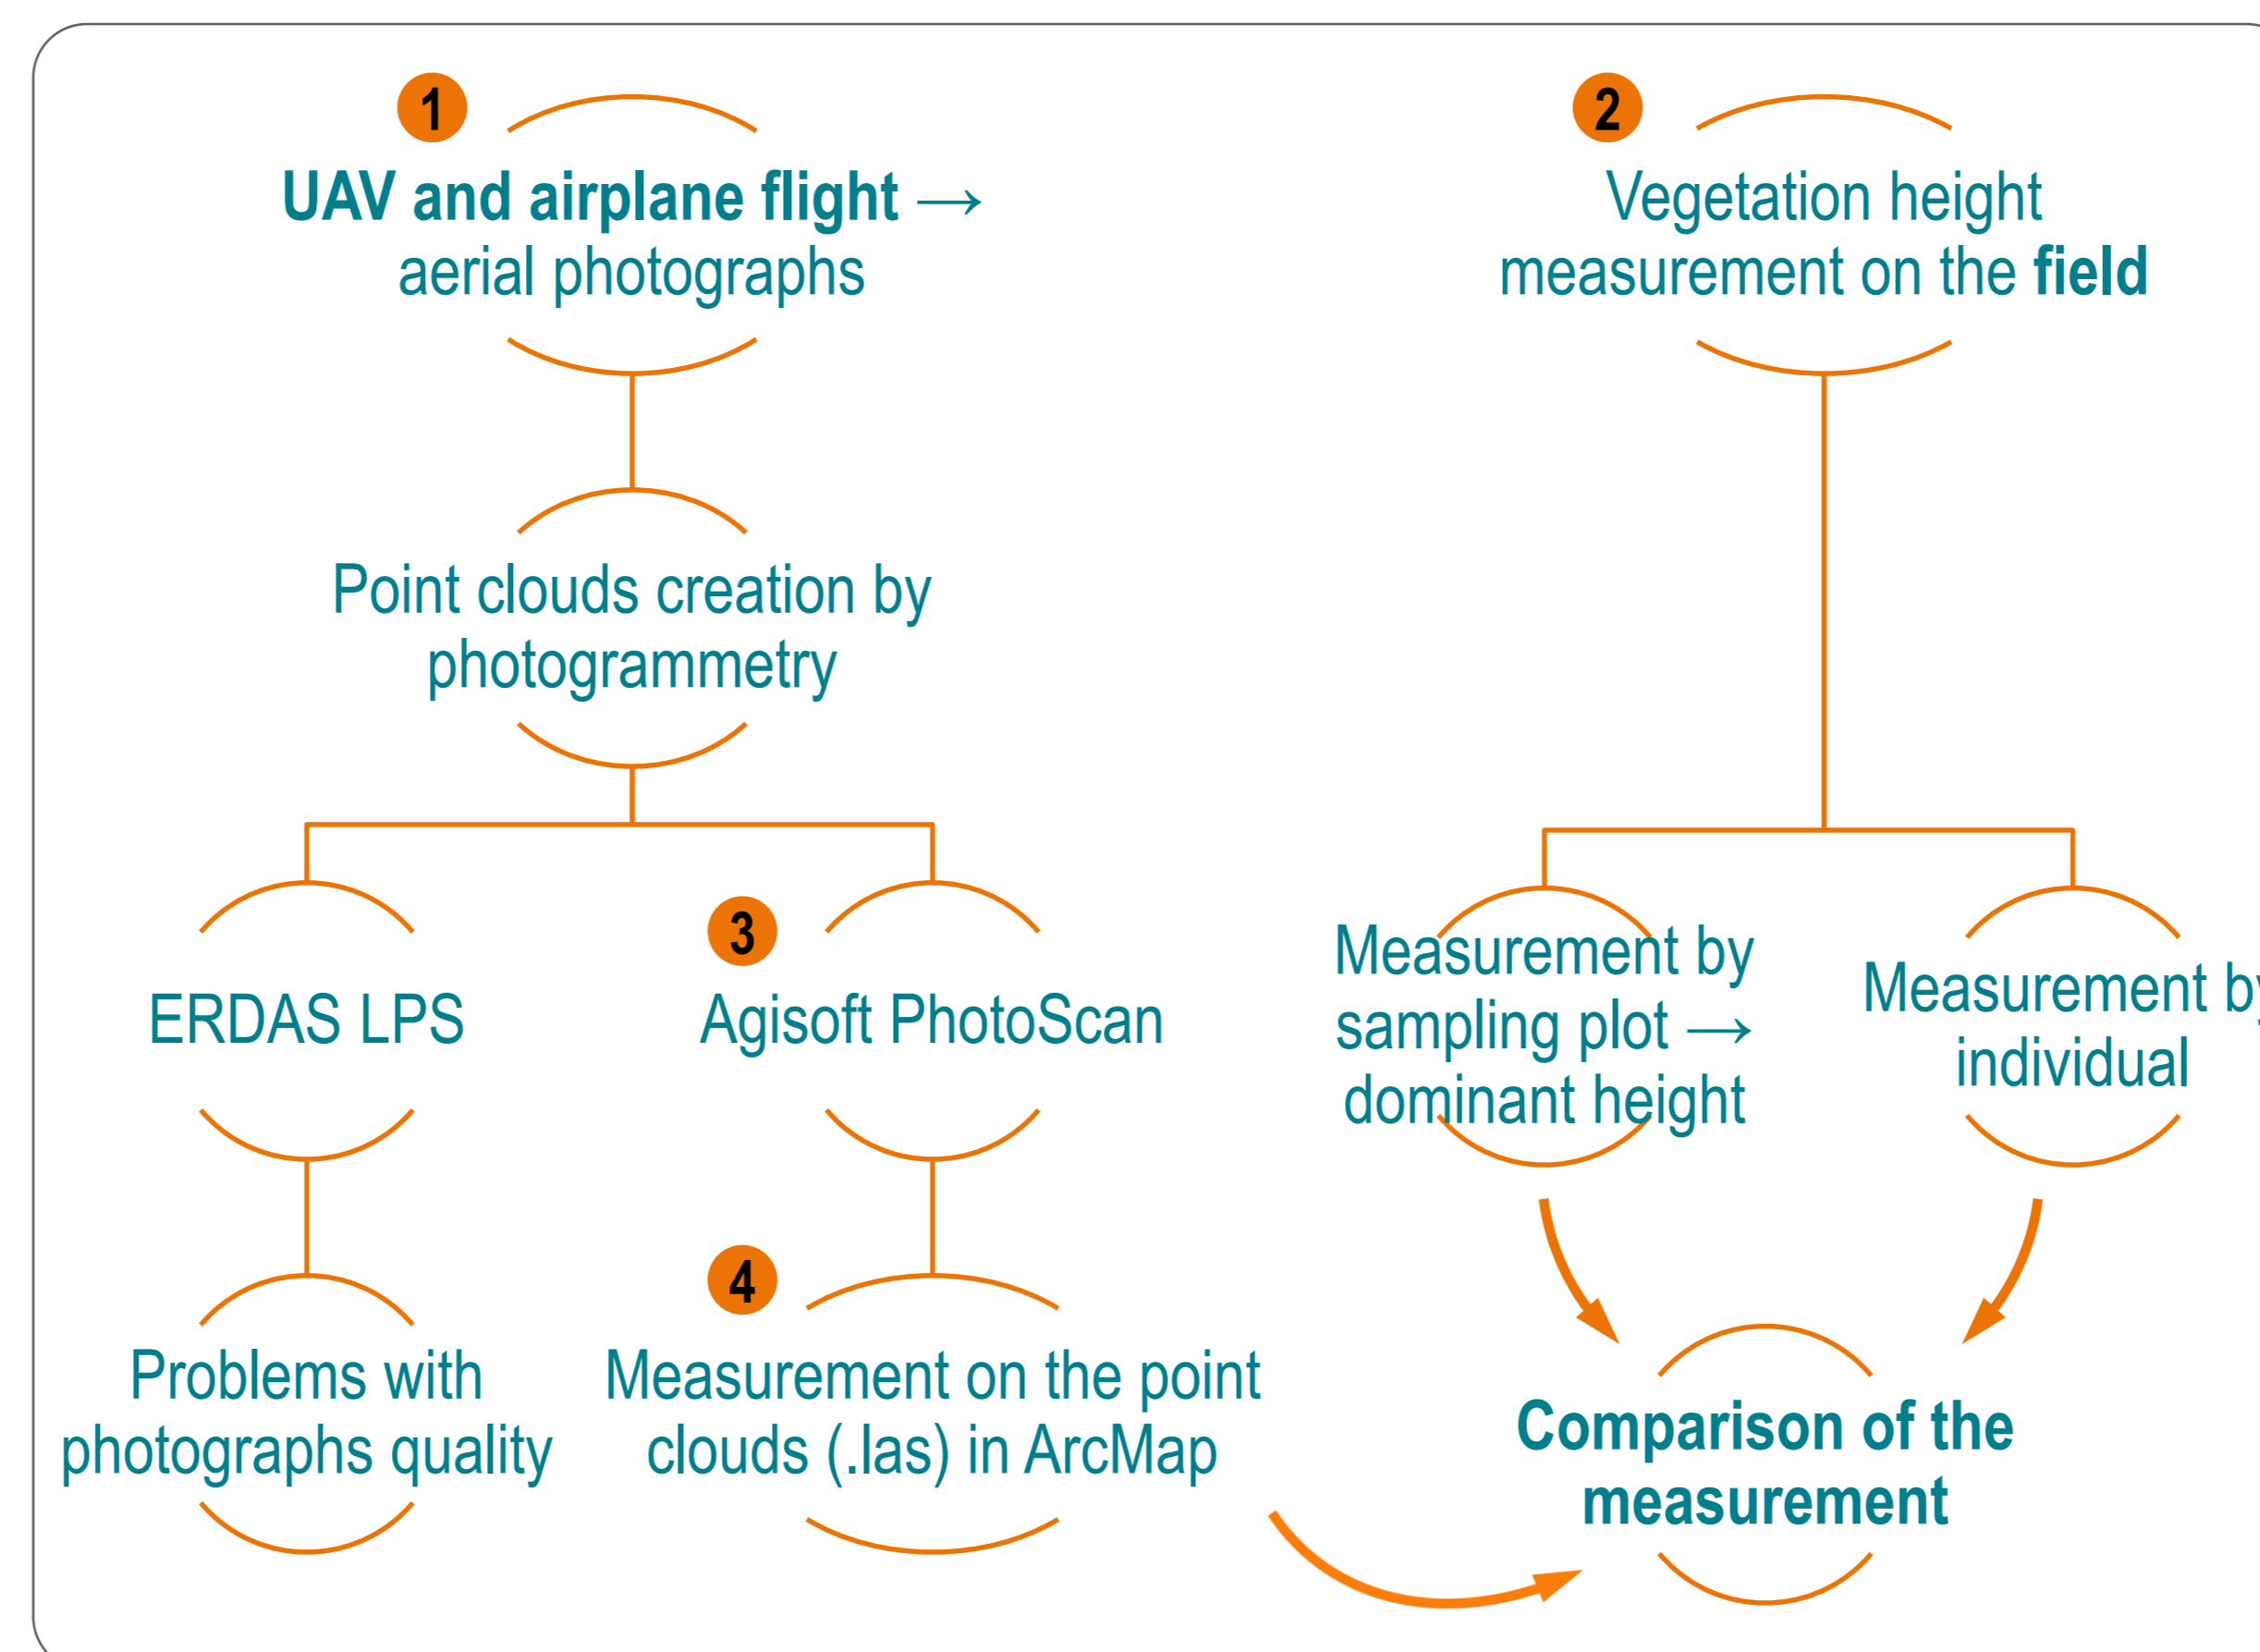 1
UAV and airplane flight →
aerial photographs
2
Vegetation height
measurement on the field
Point clouds creation by
photogrammetry
ERDAS LPS
3
Agisoft PhotoScan
Measurement by
sampling plot →
dominant height
Measurement by
individual
Problems with
photographs quality
4
Measurement on the point
clouds (.las) in ArcMap
Comparison of the
measurement